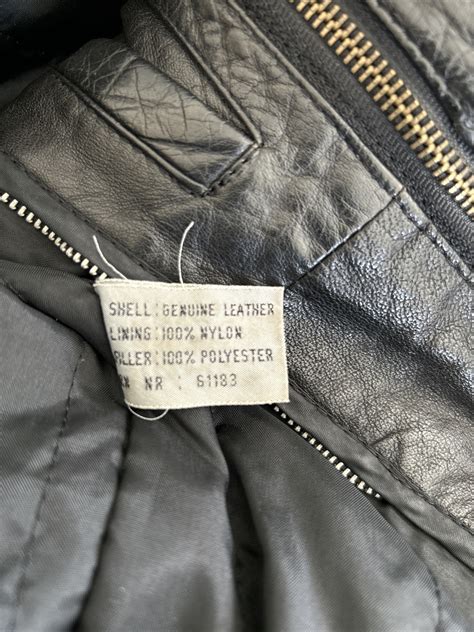 SHELL: GENUINE LEATHER
LINING: 100% NYLON
ILLER: 100% POLYESTER
NR : 61183